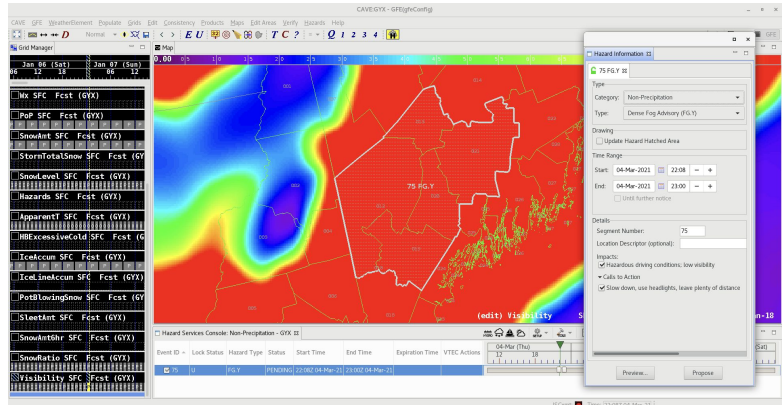 CAVE:GYX - GFE(gfeConfig)
CAVE GFE WeatherElement Populate Grids Edit Consistency Products Maps Edit Areas Verify Hazards Help
D Normal E U T C ? Q 1 2 3 4 GFE
Grid Manager
Map
Jan 06 (Sat) Jan 07 (Sun)
06 12 18 06 12
0.00
Wx SFC Fcst (GYX)
PoP SFC Fcst (GYX)
SnowAmt SFC Fcst (GYX)
StormTotalSnow SFC Fcst (GY
SnowLevel SFC Fcst (GYX)
Hazards SFC Fcst (GYX)
ApparentT SFC Fcst (GYX)
HBExcessiveCold SFC Fcst (G
IceAccum SFC Fcst (GYX)
IceLineAccum SFC Fcst (GYX)
PotBlowingSnow SFC Fcst (GYX)
SleetAmt SFC Fcst (GYX)
SnowAmt6hr SFC Fcst (GYX)
SnowRatio SFC Fcst (GYX)
Visibility SFC Fcst (GYX)
75 FG.Y
(edit) Visibility
Hazard Information
75 FG.Y
Type
Category: Non-Precipitation
Type: Dense Fog Advisory (FG.Y)
Drawing
Update Hazard Hatched Area
Time Range
Start: 04-Mar-2021 22:08 - +
End: 04-Mar-2021 23:00 - +
Until further notice
Details
Segment Number: 75
Location Descriptor (optional):
Impacts:
Hazardous driving conditions; low visibility
Calls to Action
Slow down, use headlights, leave plenty of distance
Preview... Propose
Hazard Services Console: Non-Precipitation - GYX
Event ID Lock Status Hazard Type Status Start Time End Time Expiration Time VTEC Actions
04-Mar (Thu)
12 18
75 U FG.Y PENDING 22:08Z 04-Mar-21 23:00Z 04-Mar-21